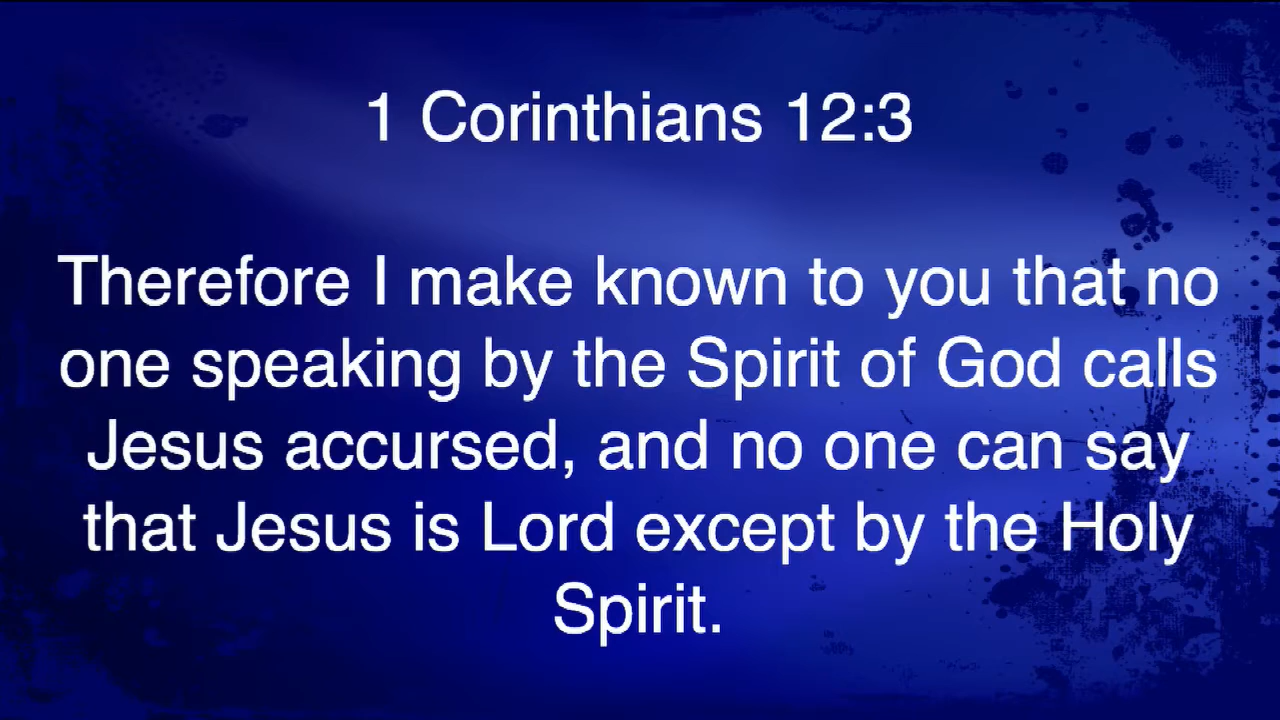 1 Corinthians 12:3
Therefore I make known to you that no
one speaking by the Spirit of God calls
Jesus accursed, and no one can say
that Jesus is Lord except by the Holy
Spirit.